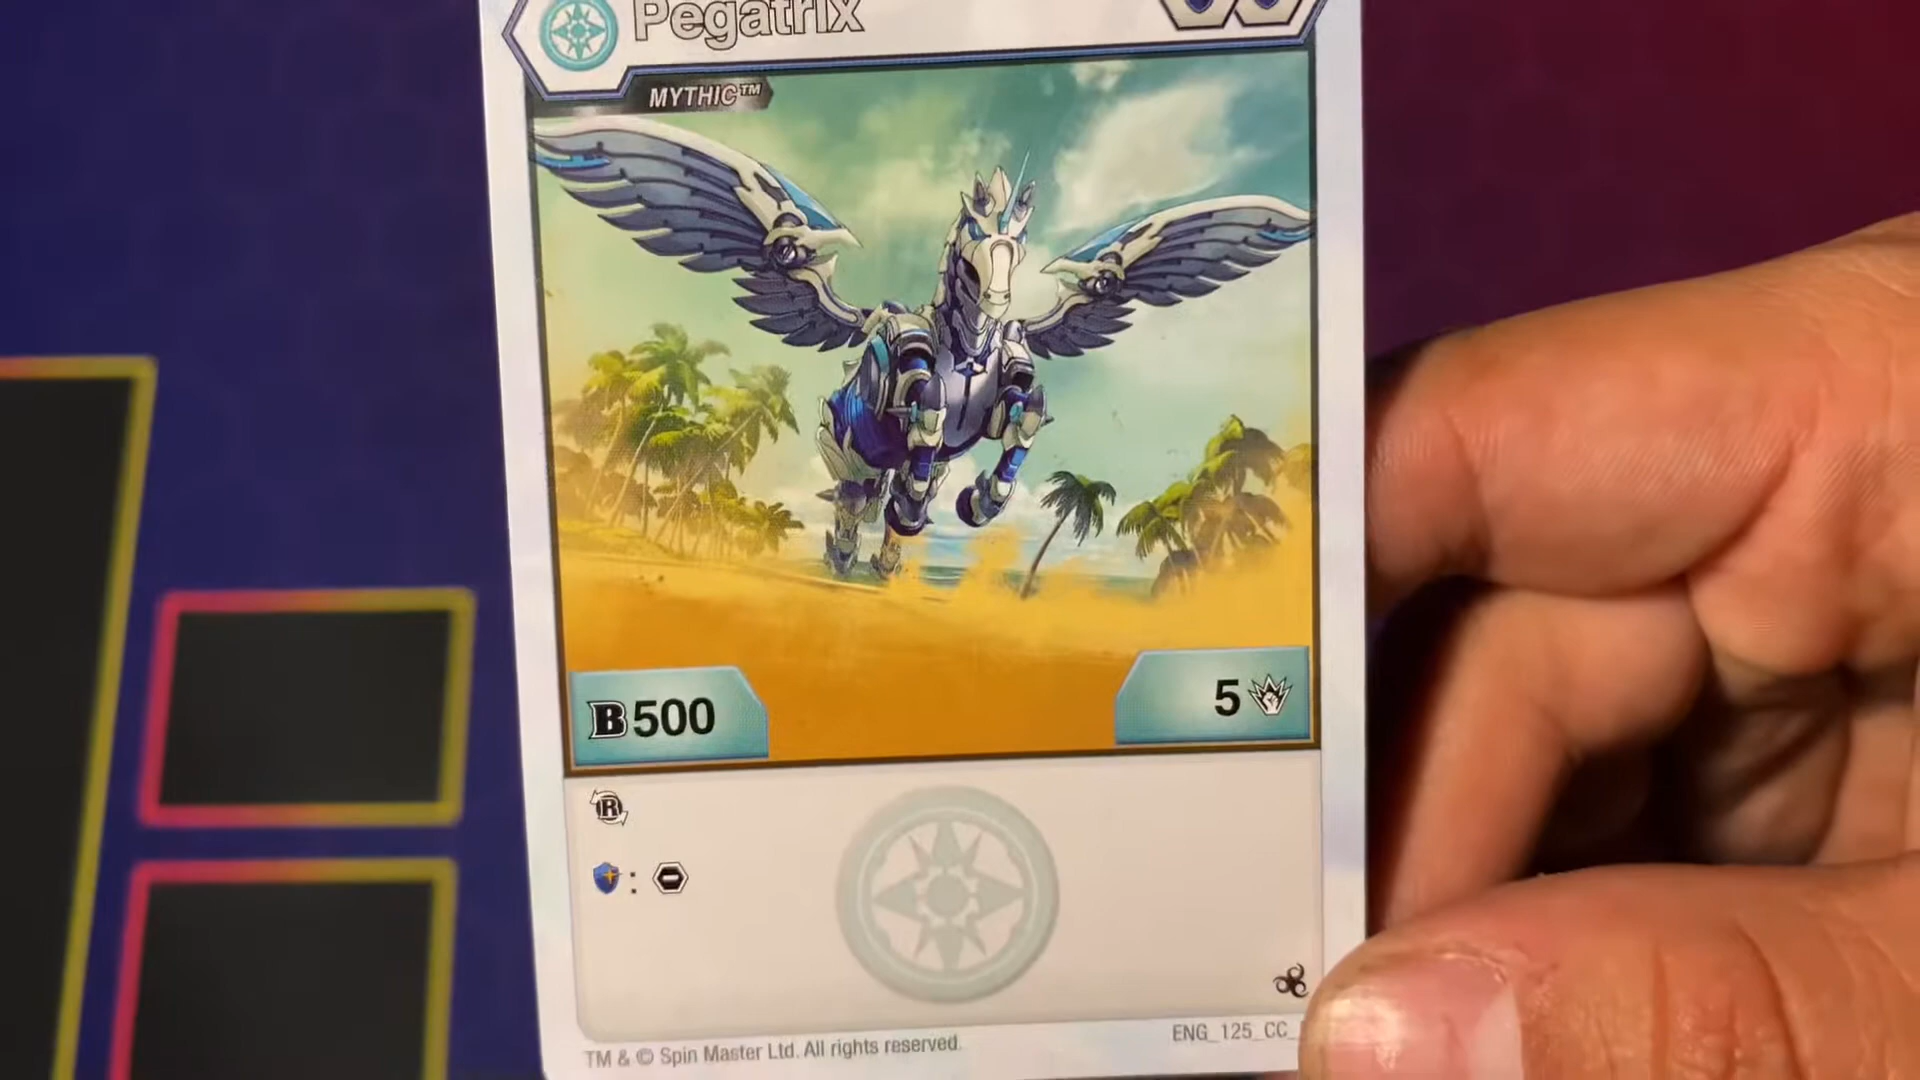 Pegatrix
MYTHIC™
B500
5
R
:
TM & © Spin Master Ltd. All rights reserved.
ENG_125_CC_